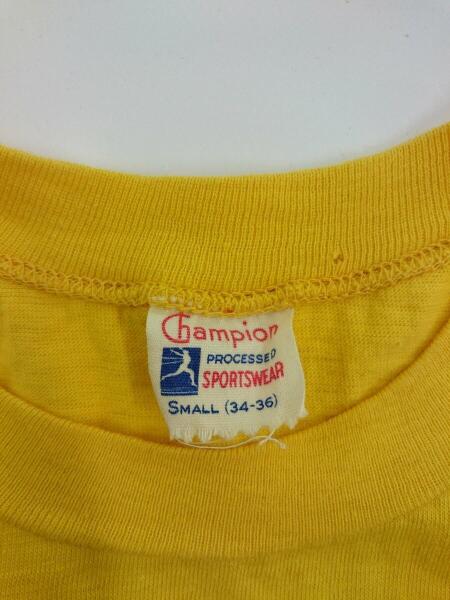 Champion
PROCESSED
SPORTSWEAR
SMALL (34-36)